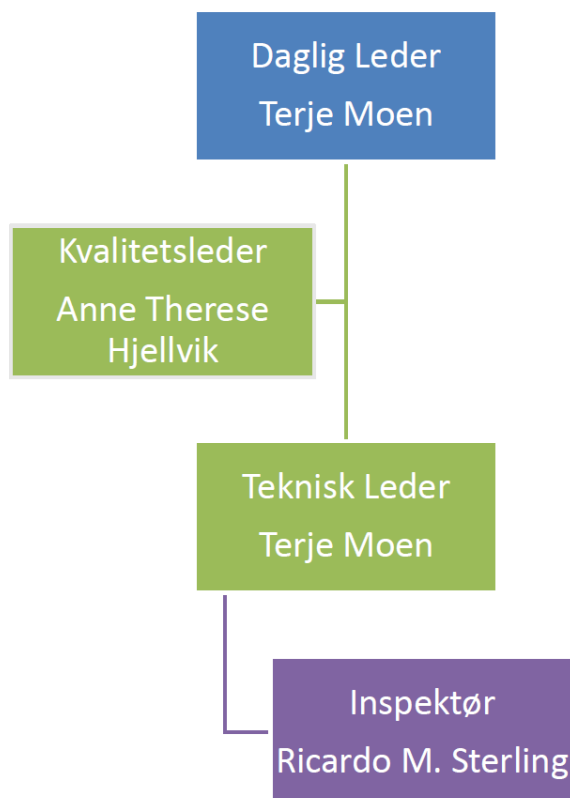 Daglig Leder
Terje Moen
Kvalitetsleder
Anne Therese
Hjellvik
Teknisk Leder
Terje Moen
Inspektør
Ricardo M. Sterling